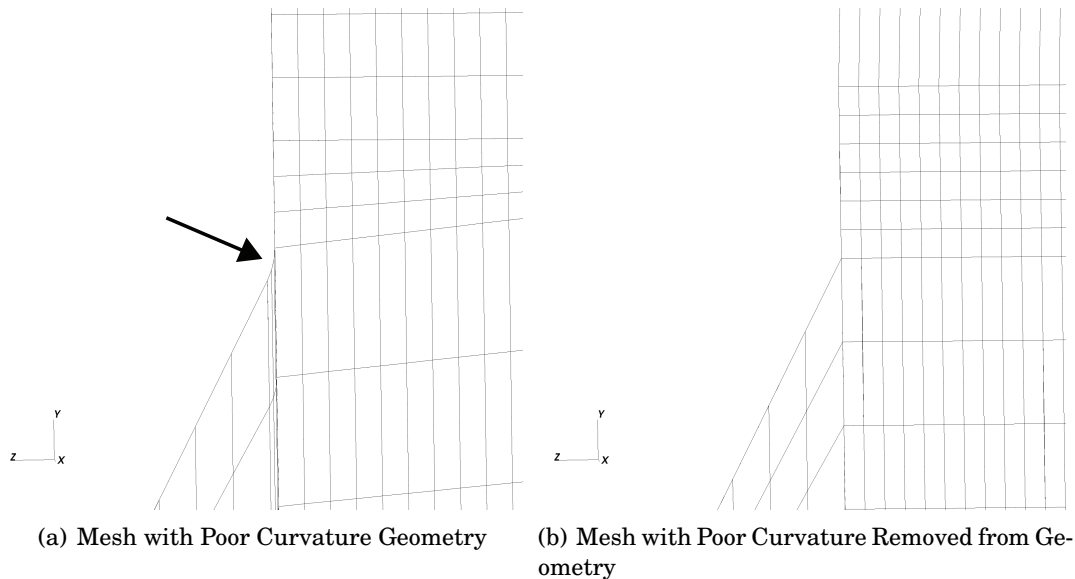 Y
Z
X
Y
Z
X
(a) Mesh with Poor Curvature Geometry
(b) Mesh with Poor Curvature Removed from Ge-
ometry